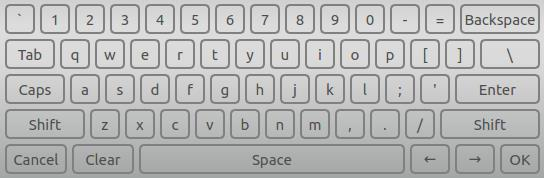 ` 1 2 3 4 5 6 7 8 9 0 - = Backspace
Tab q w e r t y u i o p [ ] \
Caps a s d f g h j k l ; ' Enter
Shift z x c v b n m , . / Shift
Cancel Clear Space ← → OK